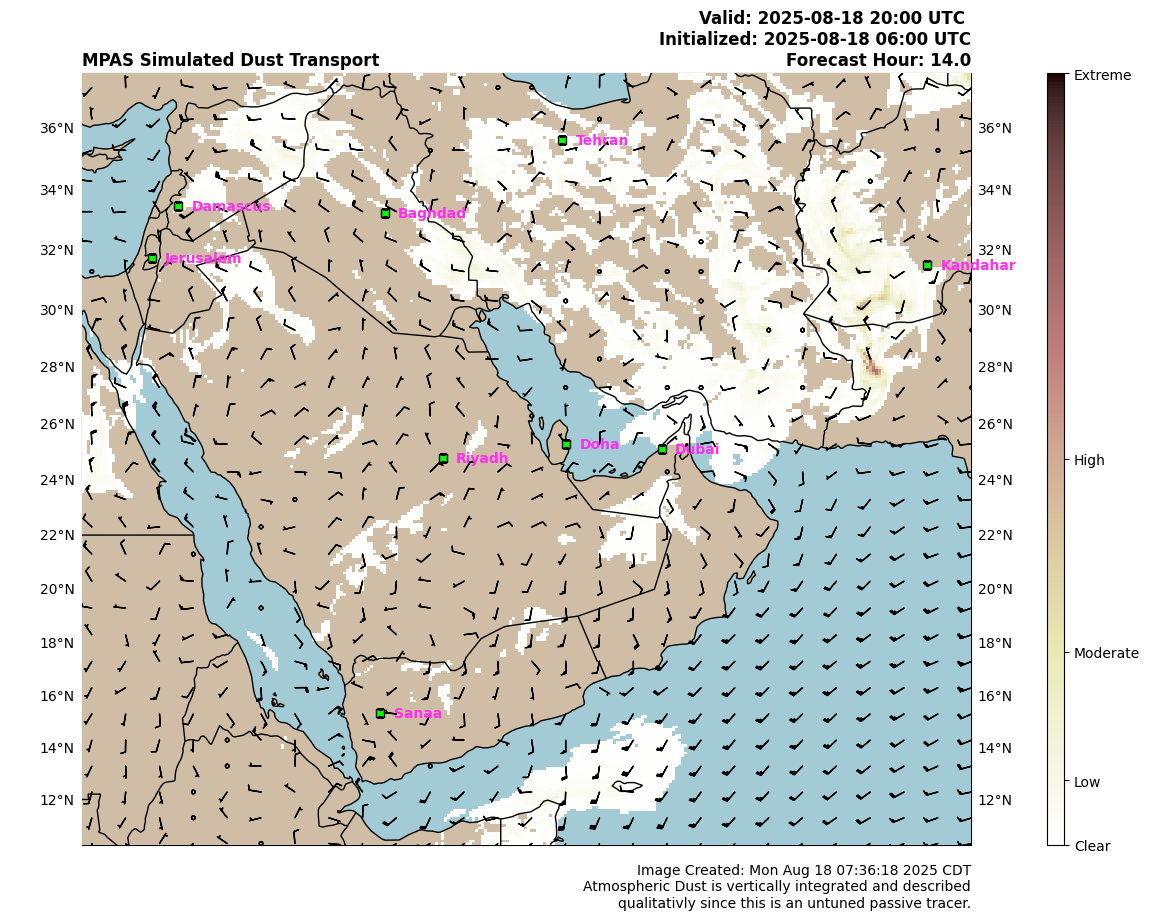 Valid: 2025-08-18 20:00 UTC
Initialized: 2025-08-18 06:00 UTC
MPAS Simulated Dust Transport
Forecast Hour: 14.0
Extreme
36°N
36°N
Tehran
34°N
34°N
Damascus
Baghdad
32°N
32°N
Jerusalem
Kandahar
30°N
30°N
28°N
28°N
26°N
26°N
Doha
Dubai
Riyadh
High
24°N
24°N
22°N
22°N
20°N
20°N
18°N
18°N
Moderate
16°N
16°N
Sanaa
14°N
14°N
Low
12°N
12°N
Clear
Image Created: Mon Aug 18 07:36:18 2025 CDT
Atmospheric Dust is vertically integrated and described
qualitativly since this is an untuned passive tracer.